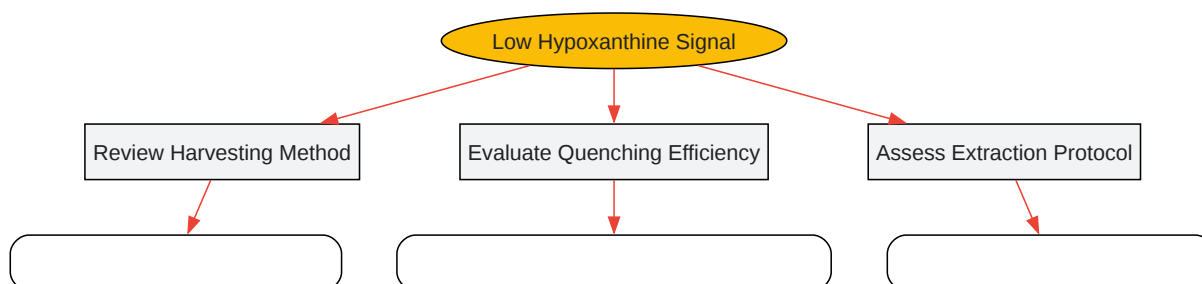 Low Hypoxanthine Signal
Review Harvesting Method
Evaluate Quenching Efficiency
Assess Extraction Protocol